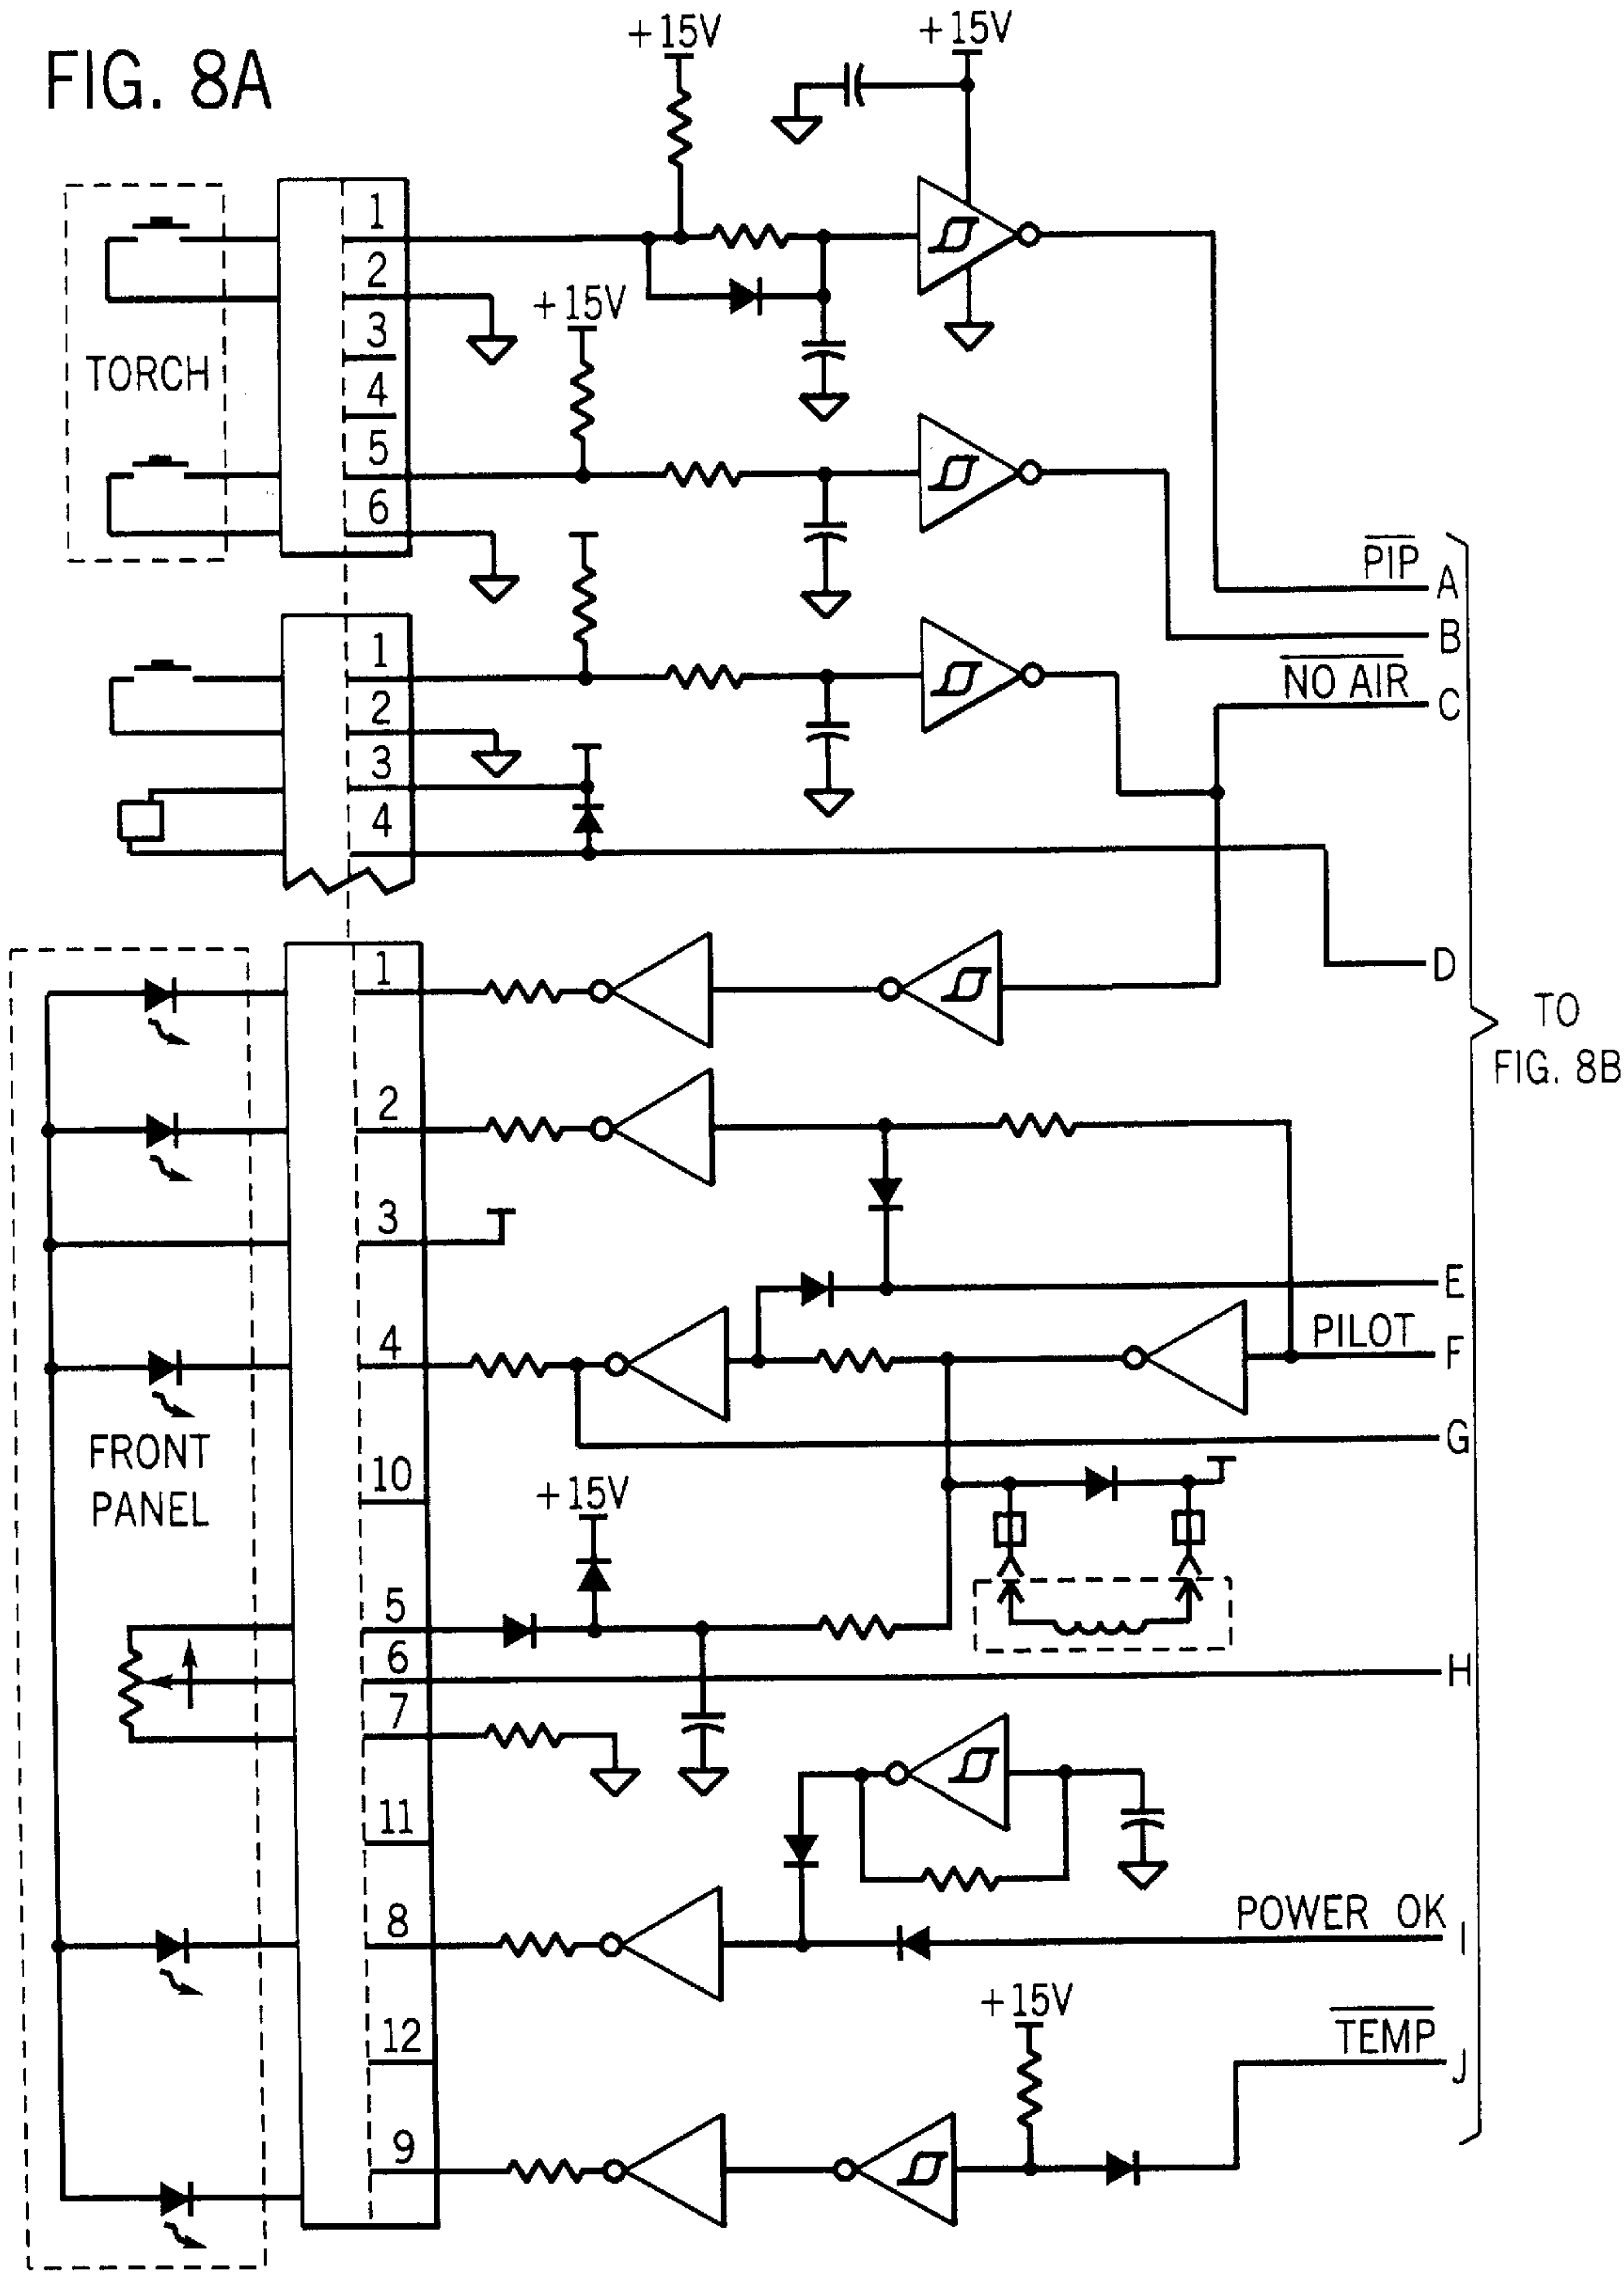 FIG. 8A
+15V
+15V
1
2
3
4
5
6
TORCH
+15V
PIP
A
B
NO AIR
C
1
2
3
4
D
TO
FIG. 8B
1
2
3
4
E
PILOT
F
G
FRONT
PANEL
10
+15V
5
6
H
7
11
8
POWER OK
I
+15V
12
TEMP
J
9